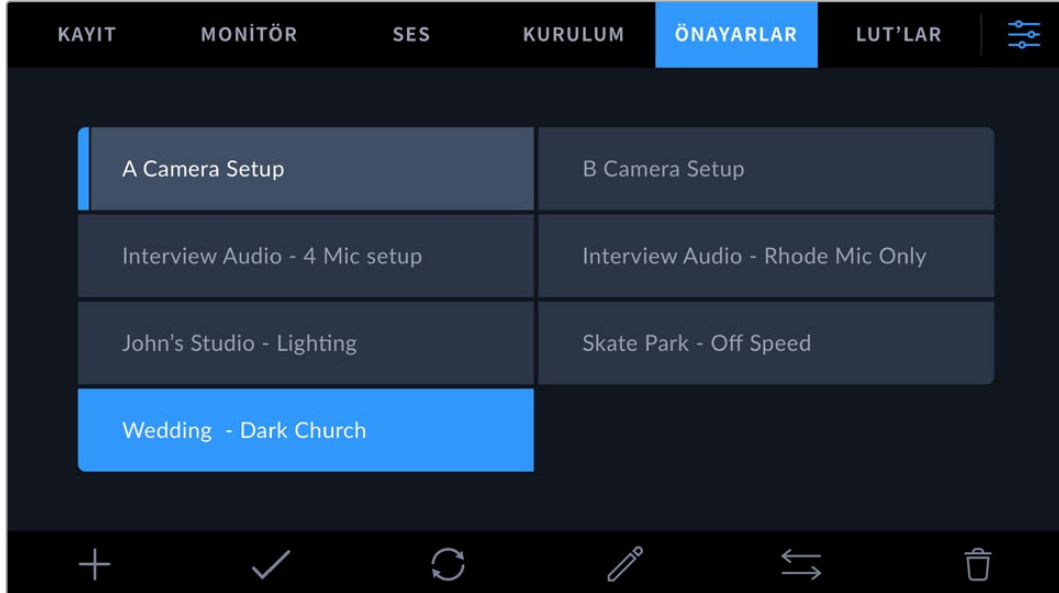 KAYIT MONİTÖR SES KURULUM ÖNAYARLAR LUT’LAR
A Camera Setup B Camera Setup
Interview Audio - 4 Mic setup Interview Audio - Rhode Mic Only
John’s Studio - Lighting Skate Park - Off Speed
Wedding - Dark Church